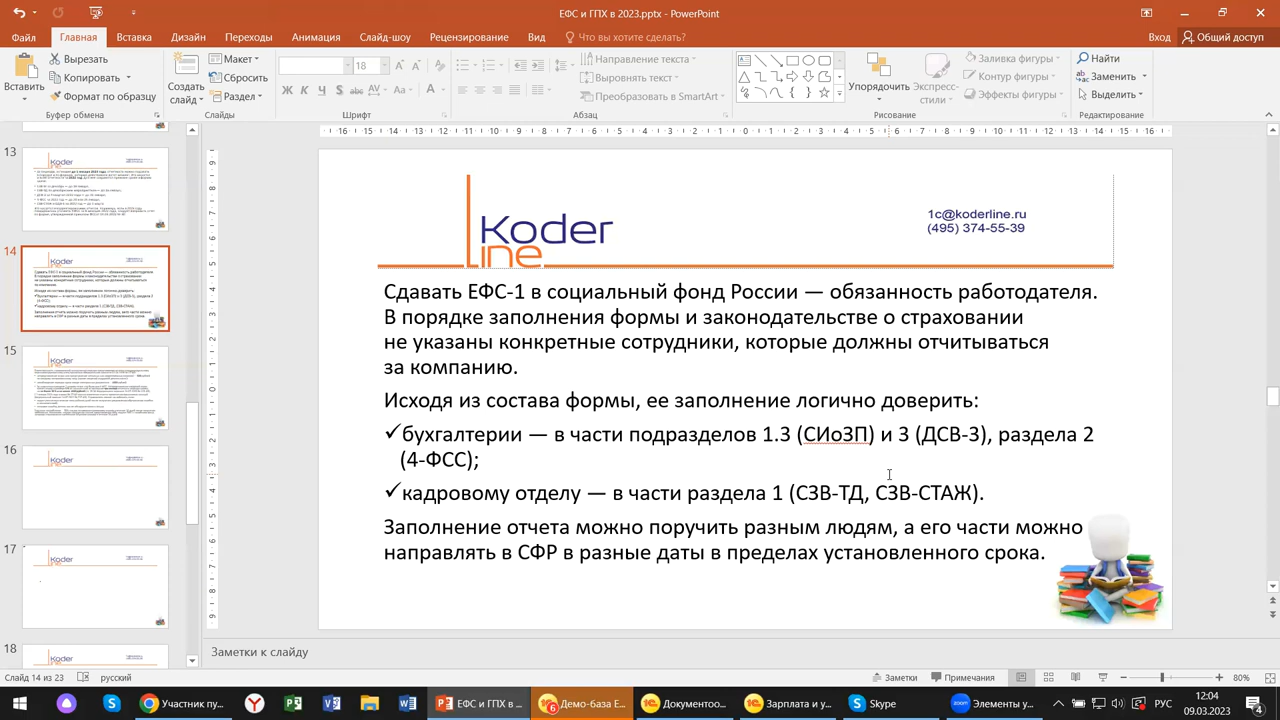 ЕФС и ГПХ в 2023.pptx - PowerPoint
Файл Главная Вставка Дизайн Переходы Анимация Слайд-шоу Рецензирование Вид Что вы хотите сделать? Вход Общий доступ
Вставить
Вырезать
Копировать
Формат по образцу
Буфер обмена
Создать слайд
Макет
Сбросить
Раздел
Слайды
18
Шрифт
Направление текста
Выровнять текст
Преобразовать в SmartArt
Абзац
Упорядочить
Экспресс-стили
Заливка фигуры
Контур фигуры
Эффекты фигуры
Рисование
Найти
Заменить
Выделить
Редактирование
13
14
15
16
17
18
Koder
line
1c@koderline.ru
(495) 374-55-39
Сдавать ЕФС-1 в социальный фонд России — обязанность работодателя.
В порядке заполнения формы и законодательстве о страховании
не указаны конкретные сотрудники, которые должны отчитываться
за компанию.
Исходя из состава формы, ее заполнение логично доверить:
✓бухгалтерии — в части подразделов 1.3 (СИоЗП) и 3 (ДСВ-3), раздела 2
(4-ФСС);
✓кадровому отделу — в части раздела 1 (СЗВ-ТД, СЗВ-СТАЖ).
Заполнение отчета можно поручить разным людям, а его части можно
направлять в СФР в разные даты в пределах установленного срока.
Заметки к слайду
Слайд 14 из 23 русский Заметки Примечания 80%
Участник пу... ЕФС и ГПХ в ... Демо-база Е... Документоо... Зарплата и у... Skype Элементы у... РУС
12:04
09.03.2023